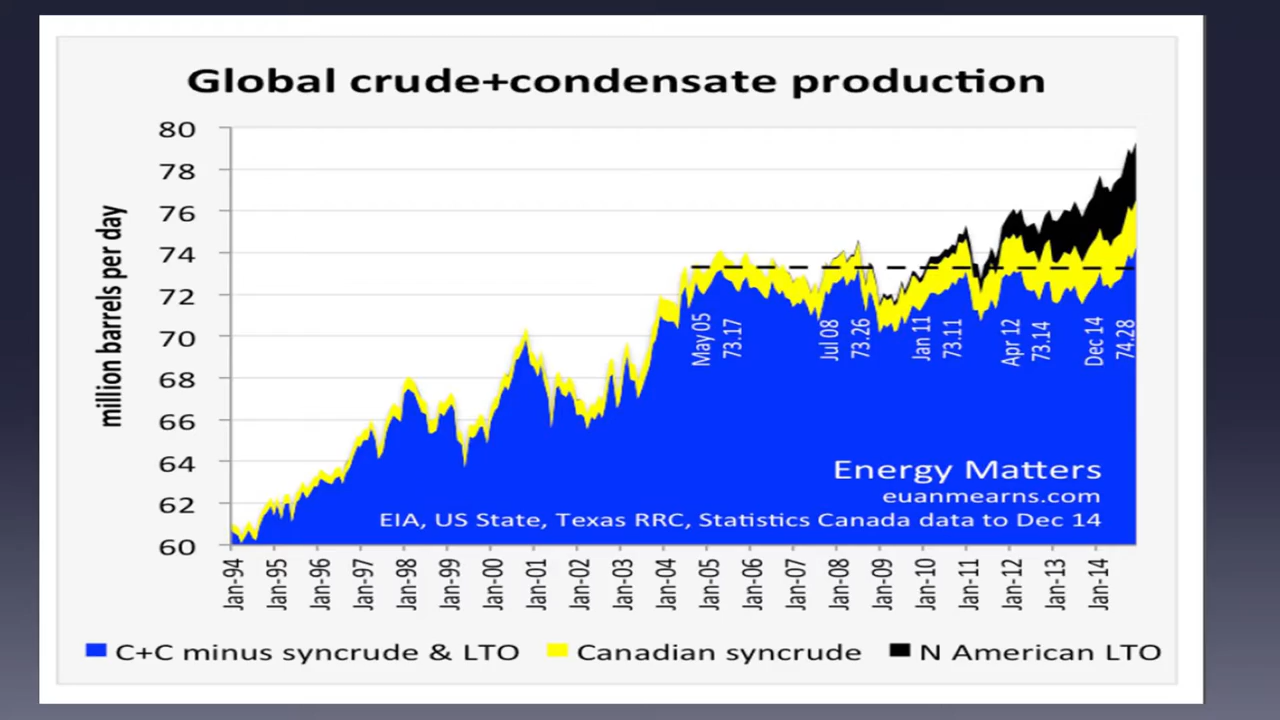 Global crude+condensate production
million barrels per day
80
78
76
74
72
70
68
66
64
62
60
May 05
73.17
Jul 08
73.26
Jan 11
73.11
Apr 12
73.14
Dec 14
74.28
Energy Matters
euanmearns.com
EIA, US State, Texas RRC, Statistics Canada data to Dec 14
Jan-94
Jan-95
Jan-96
Jan-97
Jan-98
Jan-99
Jan-00
Jan-01
Jan-02
Jan-03
Jan-04
Jan-05
Jan-06
Jan-07
Jan-08
Jan-09
Jan-10
Jan-11
Jan-12
Jan-13
Jan-14
C+C minus syncrude & LTO
Canadian syncrude
N American LTO